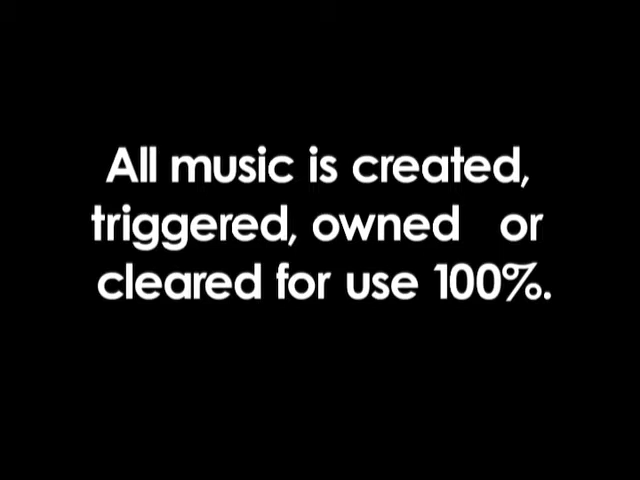 All music is created,
triggered, owned or
cleared for use 100%.